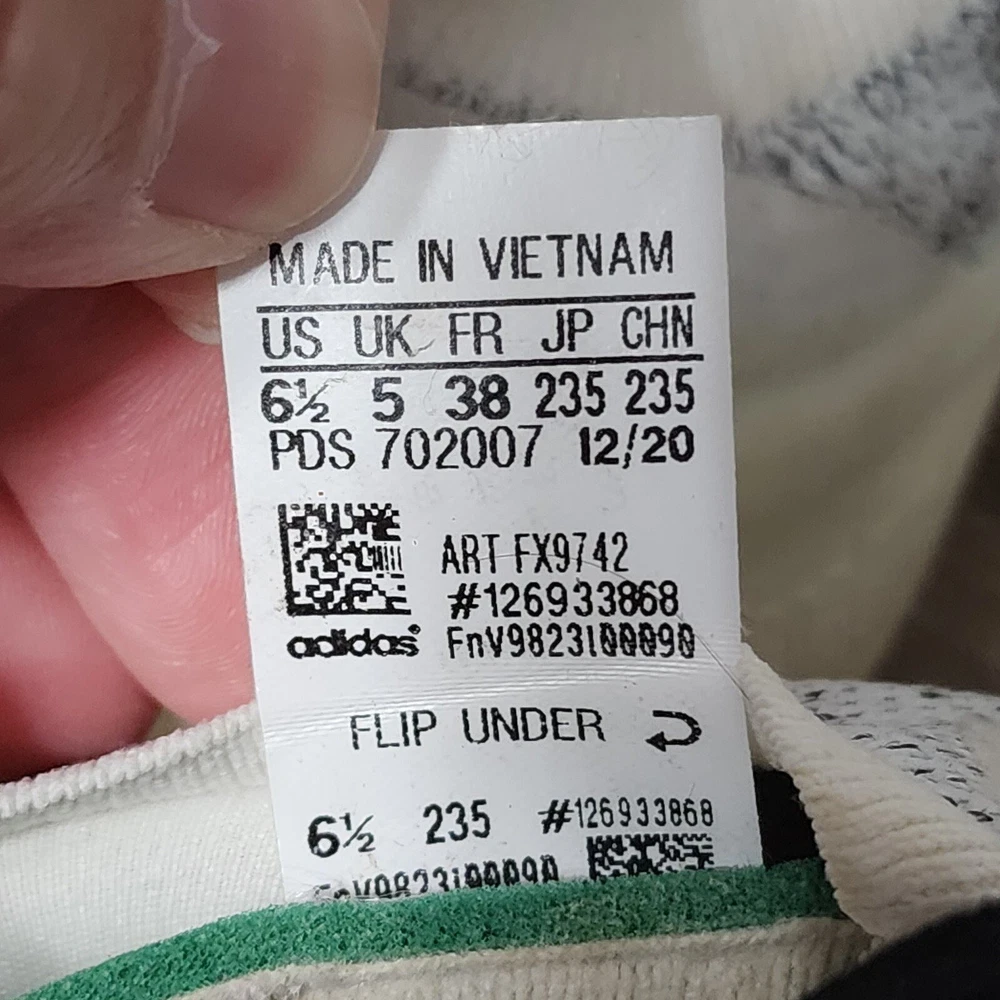 MADE IN VIETNAM
US UK FR JP CHN
6½ 5 38 235 235
PDS 702007 12/20
ART FX9742
#126933868
adidas® FnV9823100090
FLIP UNDER
6½ 235 #126933868
FnV9823100090